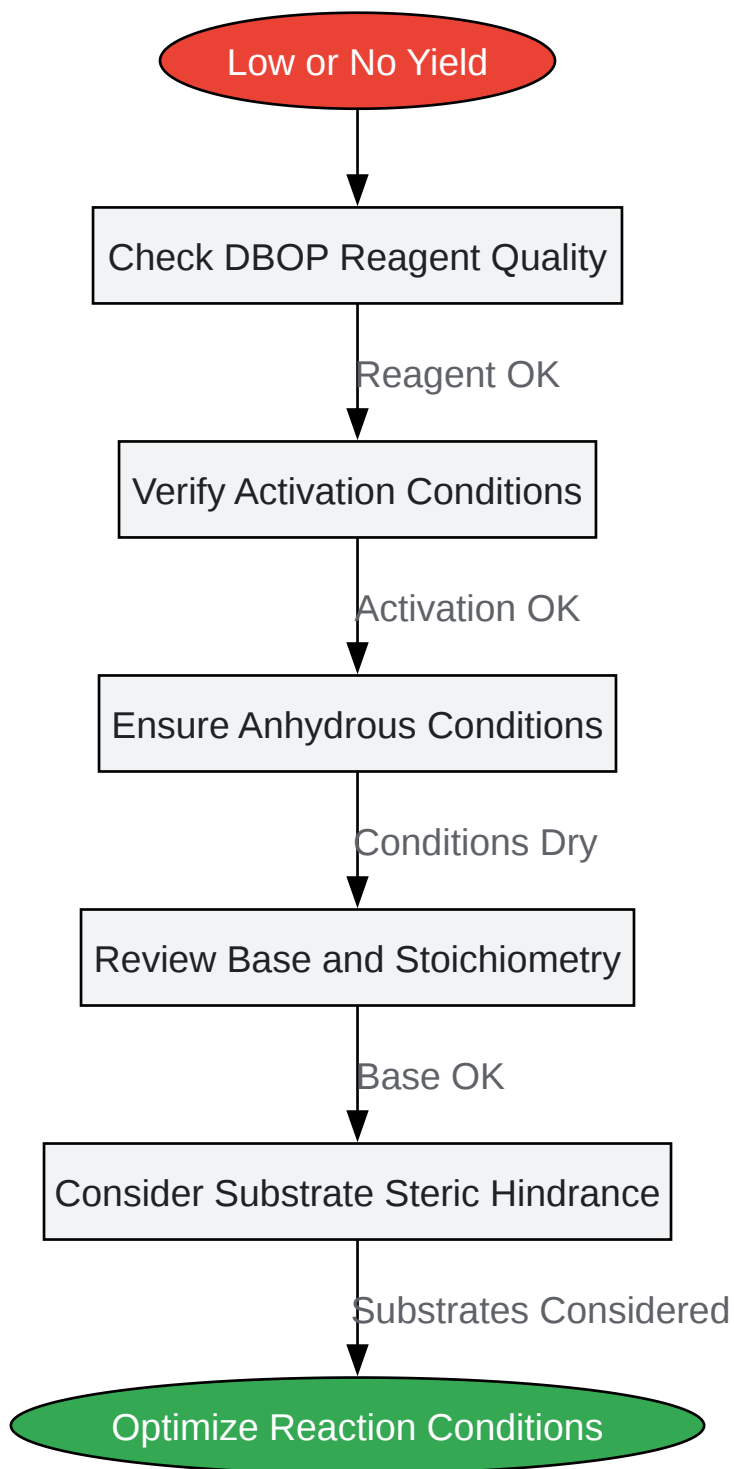 Low or No Yield
Check DBOP Reagent Quality
Reagent OK
Verify Activation Conditions
Activation OK
Ensure Anhydrous Conditions
Conditions Dry
Review Base and Stoichiometry
Base OK
Consider Substrate Steric Hindrance
Substrates Considered
Optimize Reaction Conditions